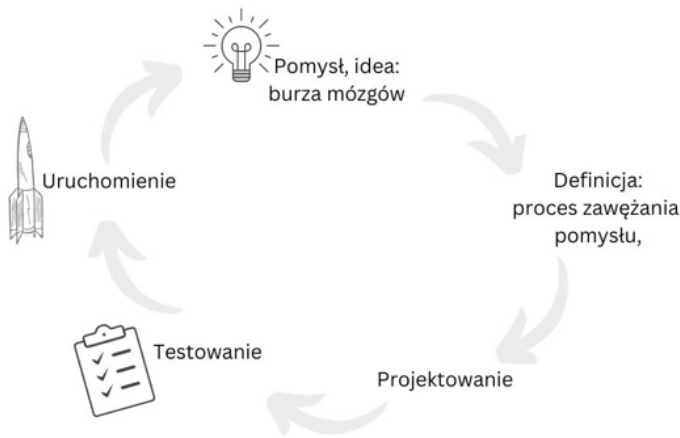 Pomysł, idea:
burza mózgów
Definicja:
proces zawężania
pomysłu,
Projektowanie
Testowanie
Uruchomienie